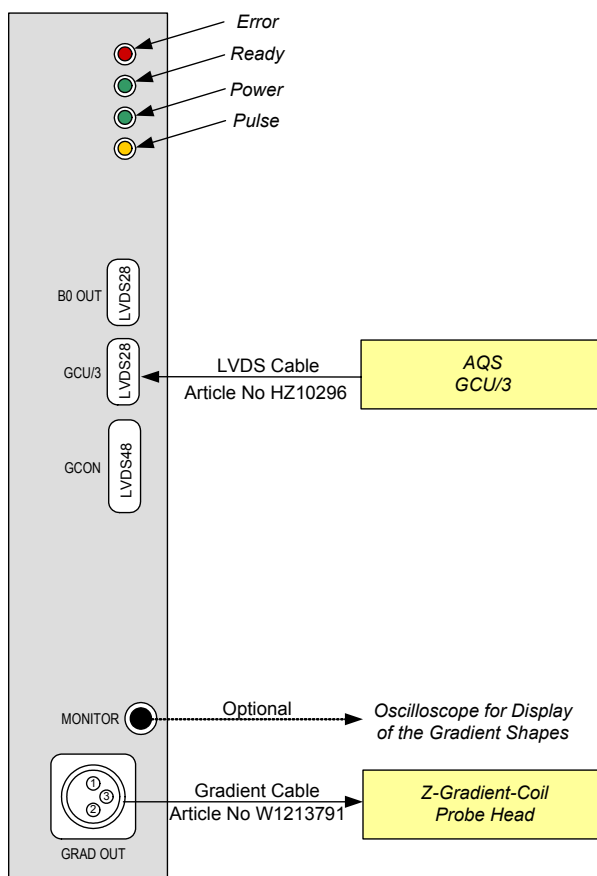 Error
Ready
Power
Pulse
B0 OUT
LVDS28
GCU/3
LVDS28
LVDS Cable
Article No HZ10296
AQS
GCU/3
GCON
LVDS48
MONITOR
Optional
Oscilloscope for Display
of the Gradient Shapes
1
3
2
Gradient Cable
Article No W1213791
Z-Gradient-Coil
Probe Head
GRAD OUT